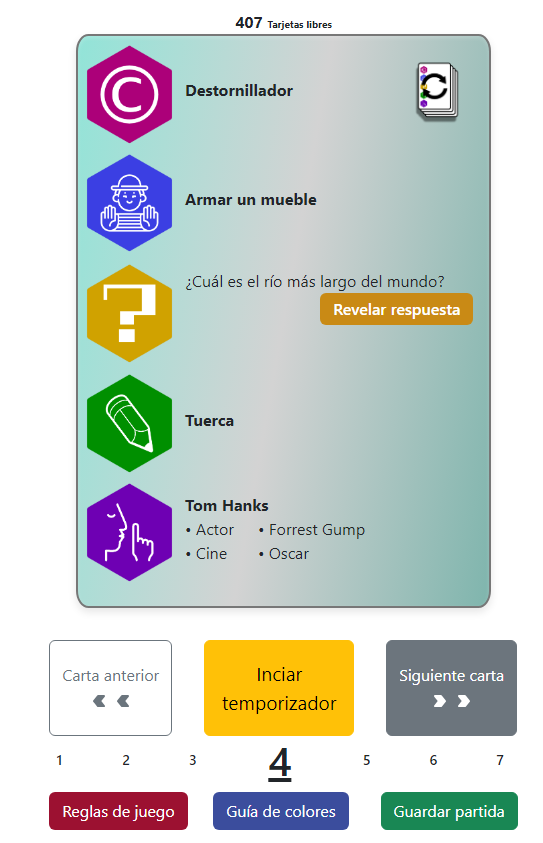 407 Tarjetas libres
©
Destornillador
Armar un mueble
¿Cuál es el río más largo del mundo?
?
Revelar respuesta
Tuerca
Tom Hanks
• Actor • Forrest Gump
• Cine • Oscar
Carta anterior
Inciar
temporizador
Siguiente carta
1 2 3 4 5 6 7
Reglas de juego Guía de colores Guardar partida